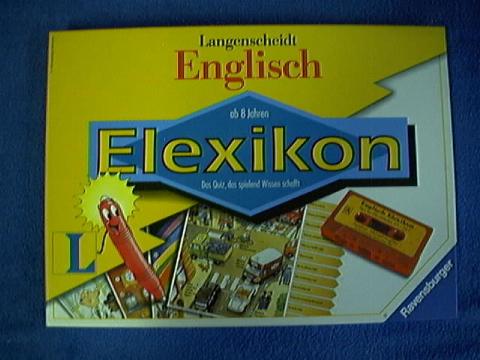 Langenscheidt
Englisch
ab 8 Jahren
Elexikon
Das Quiz, das spielend Wissen schafft
L
Englisch Elexikon
Ravensburger